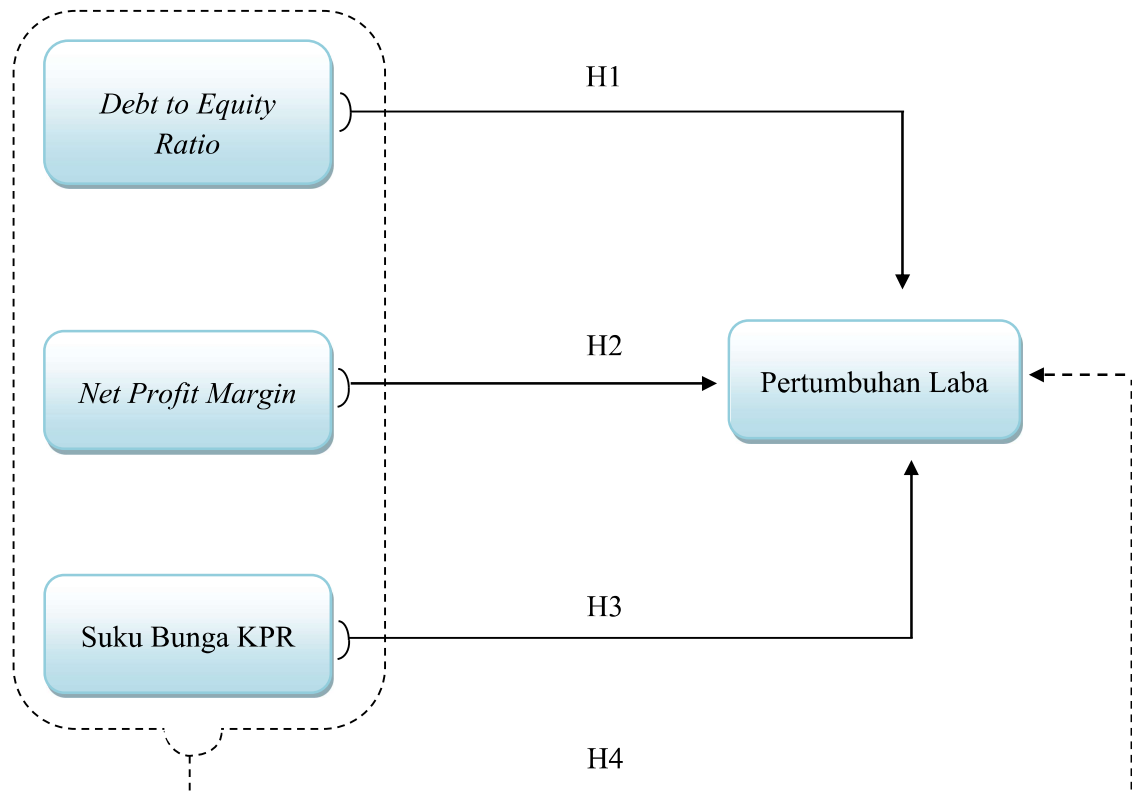 H1
Debt to Equity
Ratio
H2
Net Profit Margin
Pertumbuhan Laba
H3
Suku Bunga KPR
H4